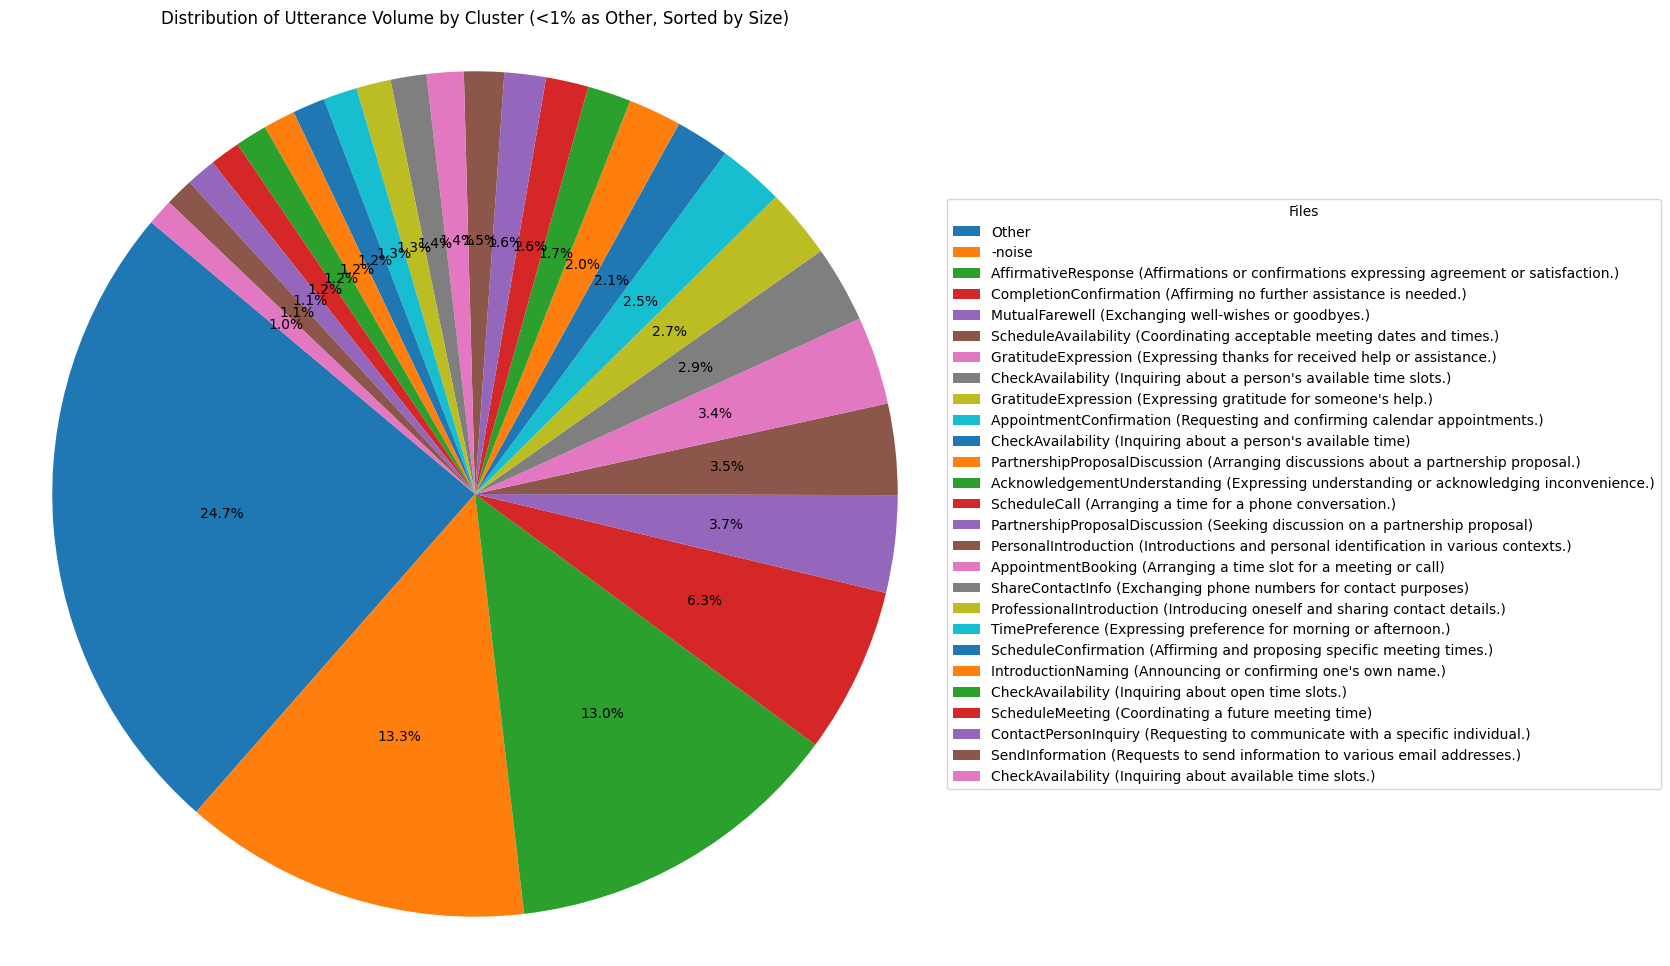 Distribution of Utterance Volume by Cluster (<1% as Other, Sorted by Size)
24.7%
13.3%
13.0%
6.3%
3.7%
3.5%
3.4%
2.9%
2.7%
2.5%
2.1%
2.0%
1.7%
1.6%
1.6%
1.5%
1.4%
1.4%
1.3%
1.3%
1.2%
1.2%
1.2%
1.2%
1.1%
1.1%
1.0%
Files
Other
-noise
AffirmativeResponse (Affirmations or confirmations expressing agreement or satisfaction.)
CompletionConfirmation (Affirming no further assistance is needed.)
MutualFarewell (Exchanging well-wishes or goodbyes.)
ScheduleAvailability (Coordinating acceptable meeting dates and times.)
GratitudeExpression (Expressing thanks for received help or assistance.)
CheckAvailability (Inquiring about a person's available time slots.)
GratitudeExpression (Expressing gratitude for someone's help.)
AppointmentConfirmation (Requesting and confirming calendar appointments.)
CheckAvailability (Inquiring about a person's available time)
PartnershipProposalDiscussion (Arranging discussions about a partnership proposal.)
AcknowledgementUnderstanding (Expressing understanding or acknowledging inconvenience.)
ScheduleCall (Arranging a time for a phone conversation.)
PartnershipProposalDiscussion (Seeking discussion on a partnership proposal)
PersonalIntroduction (Introductions and personal identification in various contexts.)
AppointmentBooking (Arranging a time slot for a meeting or call)
ShareContactInfo (Exchanging phone numbers for contact purposes)
ProfessionalIntroduction (Introducing oneself and sharing contact details.)
TimePreference (Expressing preference for morning or afternoon.)
ScheduleConfirmation (Affirming and proposing specific meeting times.)
IntroductionNaming (Announcing or confirming one's own name.)
CheckAvailability (Inquiring about open time slots.)
ScheduleMeeting (Coordinating a future meeting time)
ContactPersonInquiry (Requesting to communicate with a specific individual.)
SendInformation (Requests to send information to various email addresses.)
CheckAvailability (Inquiring about available time slots.)